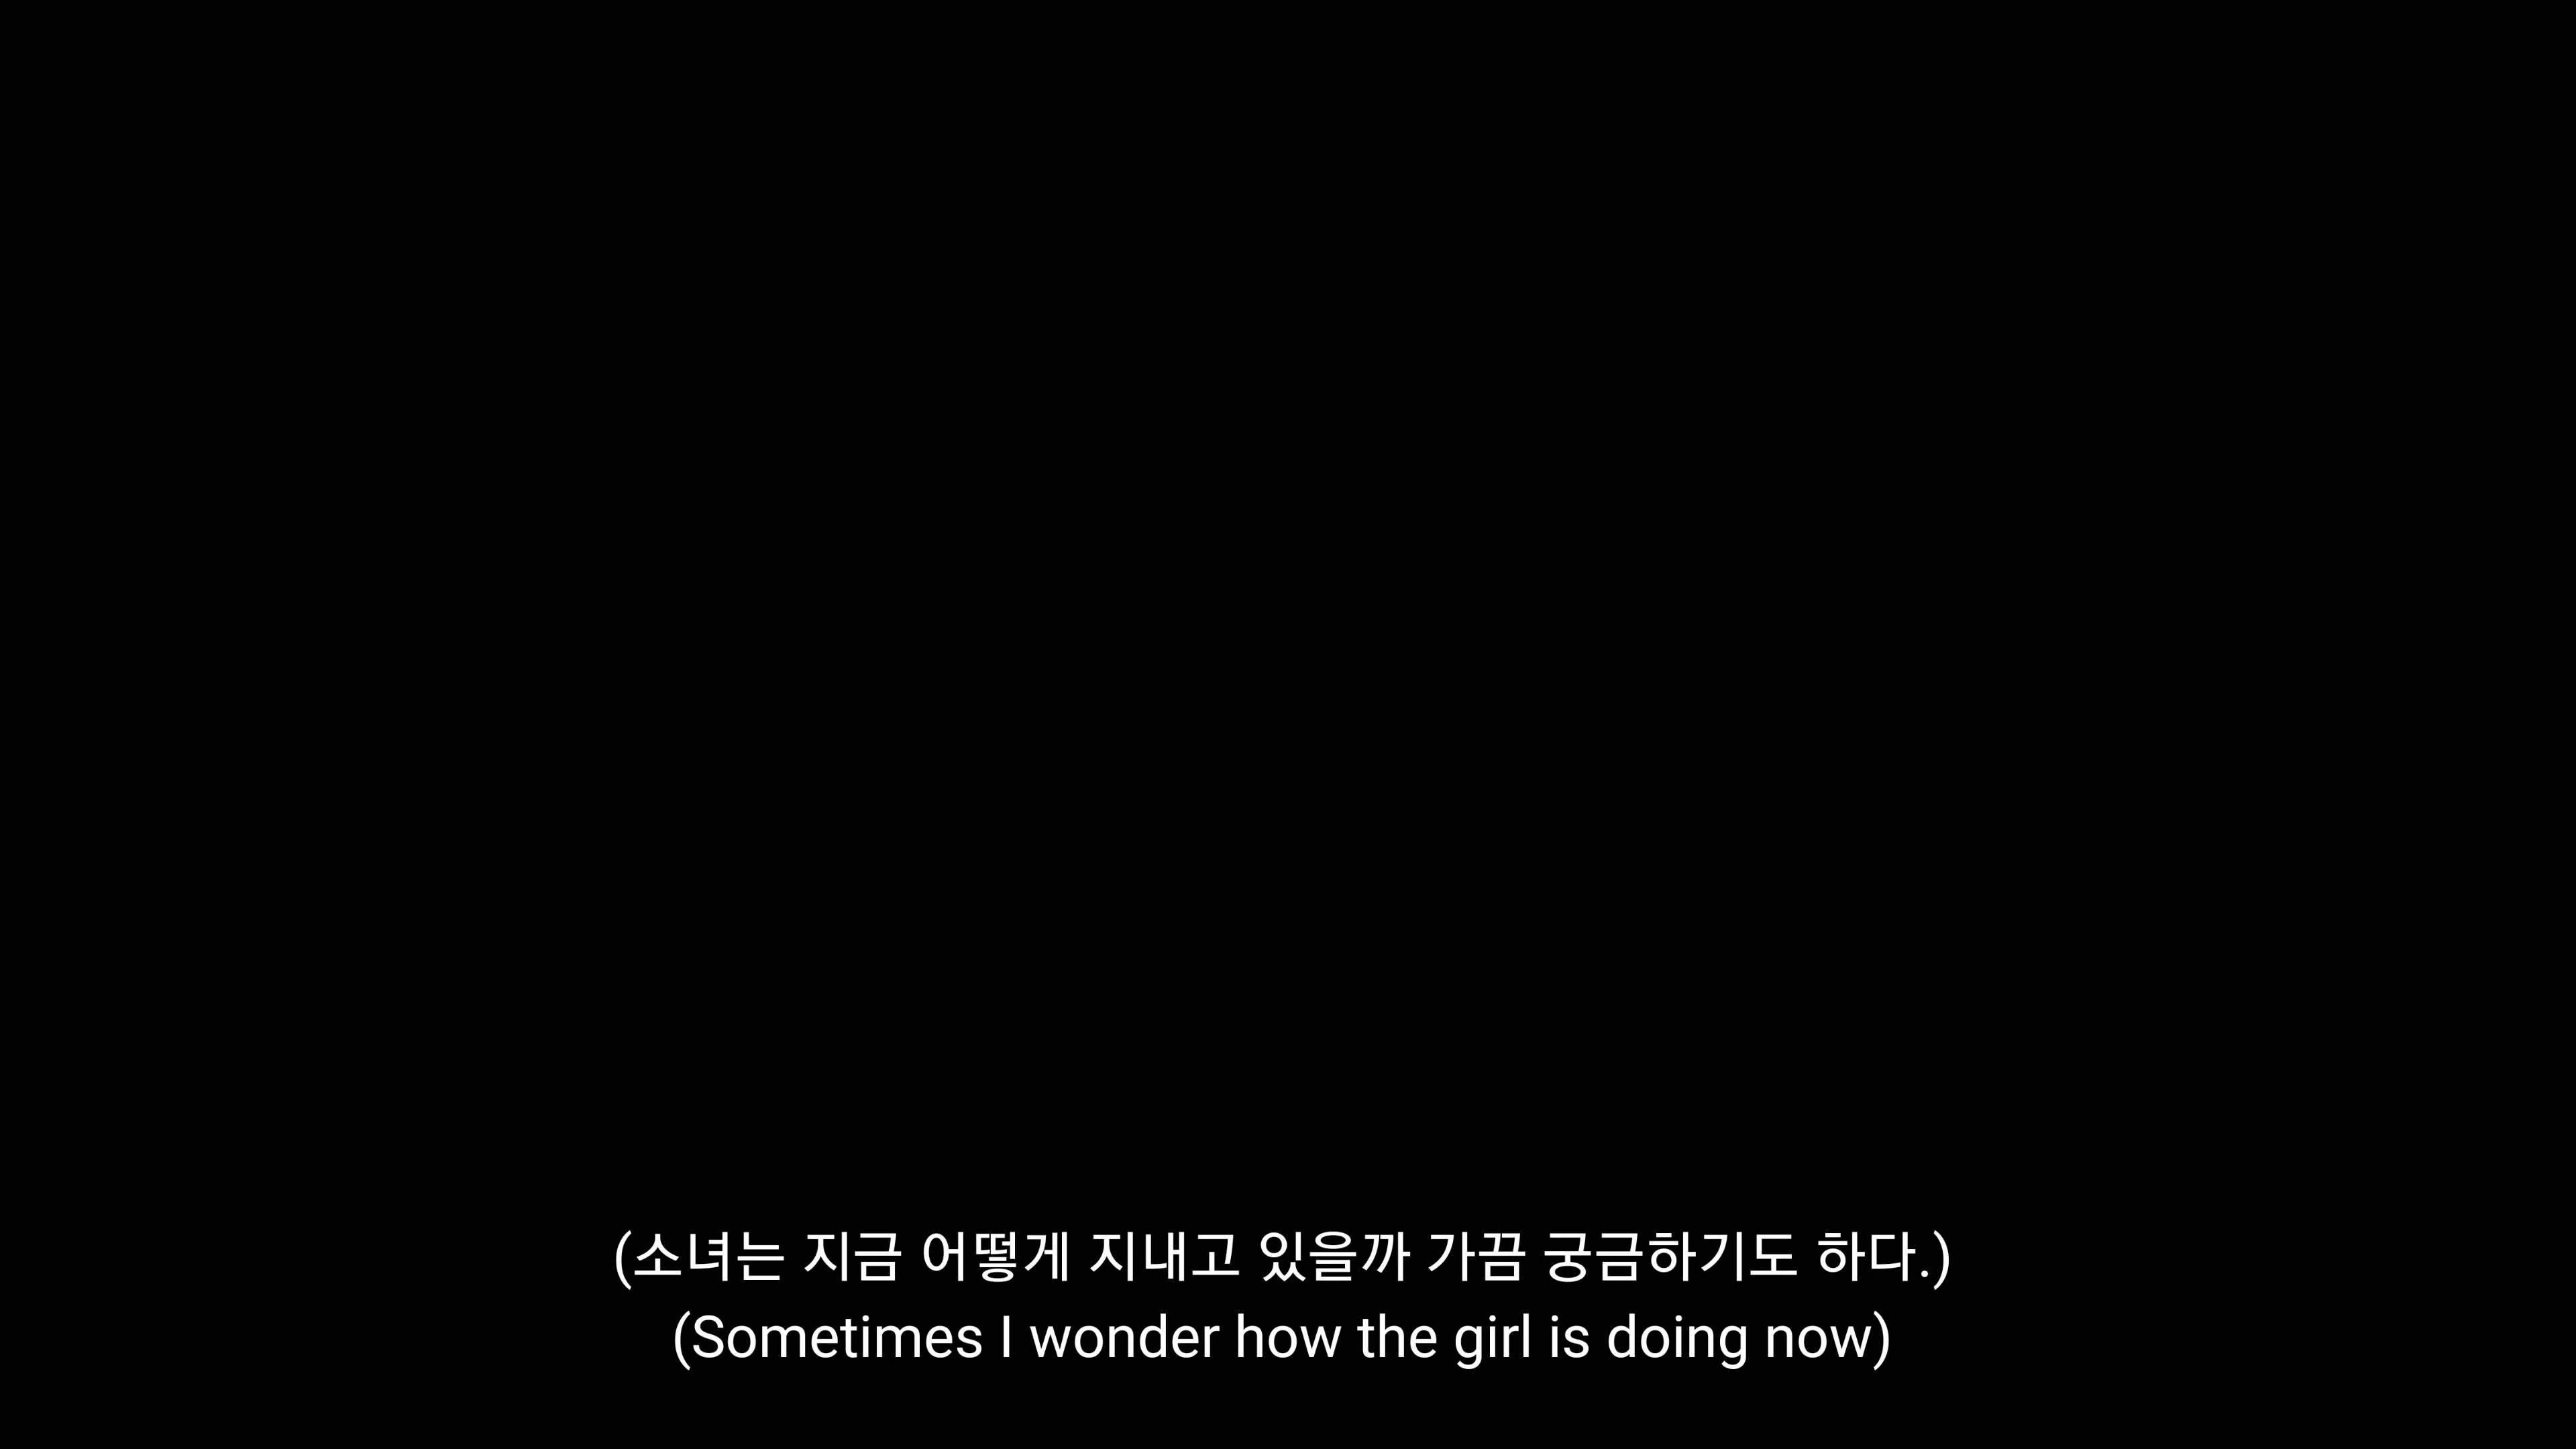 (소녀는 지금 어떻게 지내고 있을까 가끔 궁금하기도 하다.)
(Sometimes I wonder how the girl is doing now)